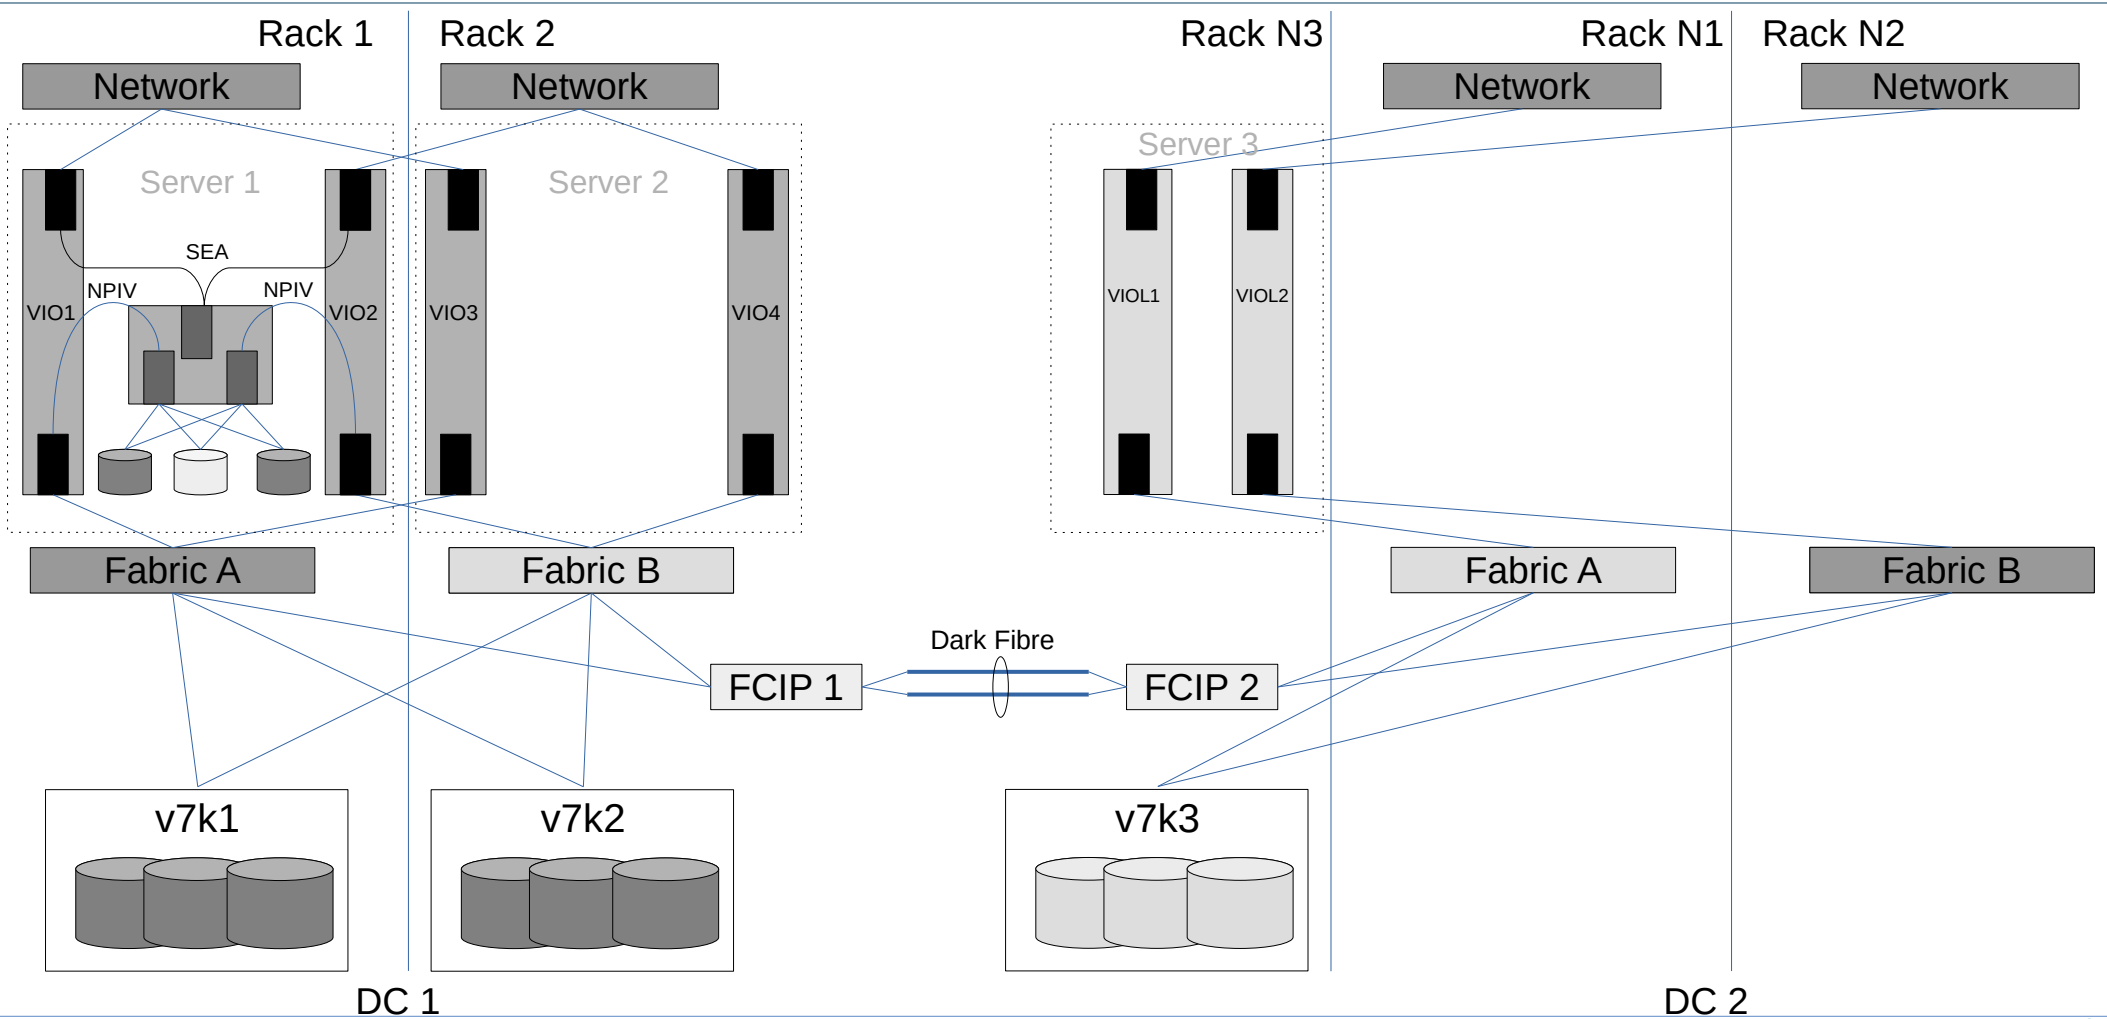 Rack 1
Rack 2
Rack N3
Rack N1
Rack N2
Network
Network
Network
Network
Server 1
Server 2
Server 3
SEA
NPIV
NPIV
VIO1
VIO2
VIO3
VIO4
VIOL1
VIOL2
Fabric A
Fabric B
Fabric A
Fabric B
Dark Fibre
FCIP 1
FCIP 2
v7k1
v7k2
v7k3
DC 1
DC 2